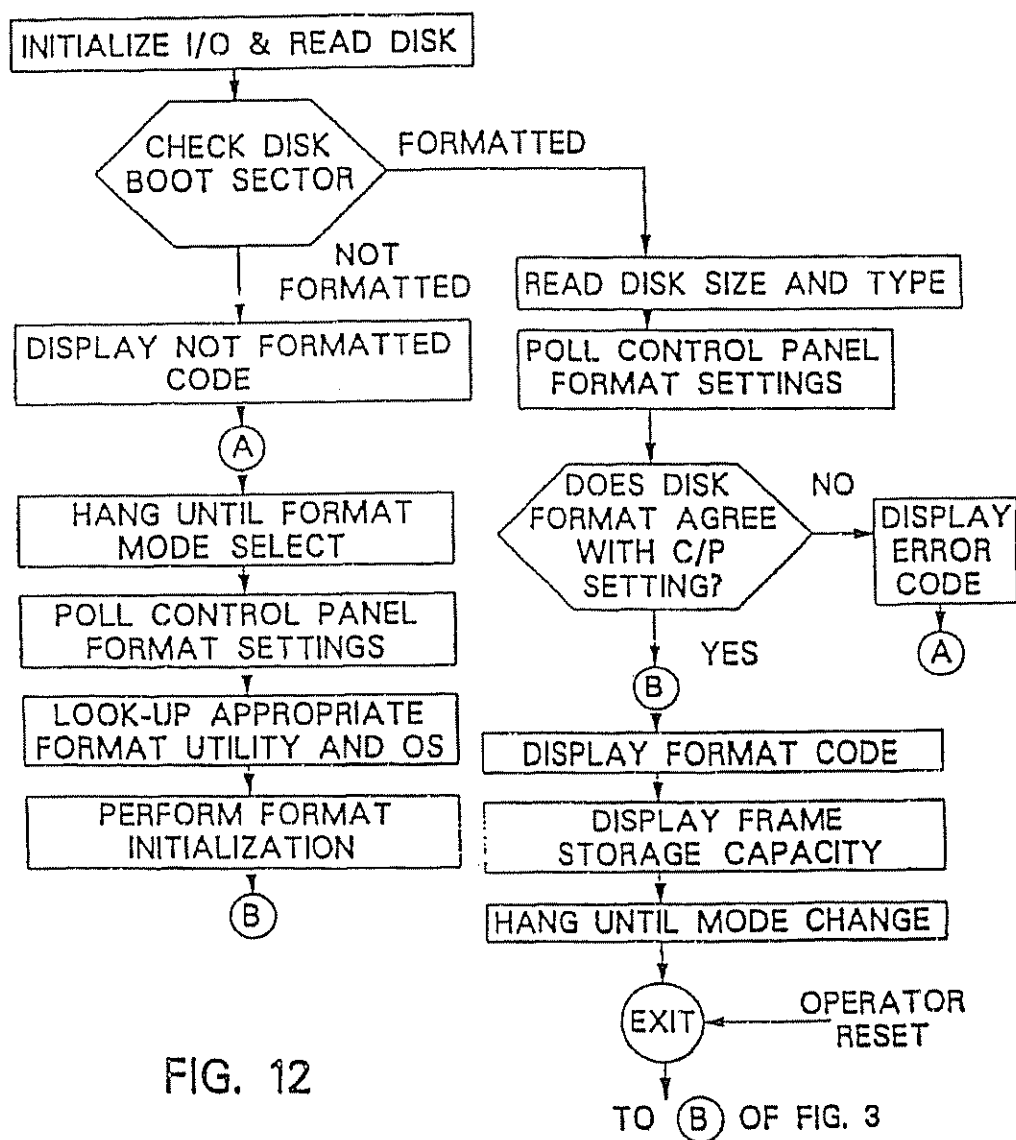 INITIALIZE I/O & READ DISK
CHECK DISK
BOOT SECTOR
FORMATTED
NOT
FORMATTED
DISPLAY NOT FORMATTED
CODE
A
HANG UNTIL FORMAT
MODE SELECT
POLL CONTROL PANEL
FORMAT SETTINGS
LOOK-UP APPROPRIATE
FORMAT UTILITY AND OS
PERFORM FORMAT
INITIALIZATION
B
READ DISK SIZE AND TYPE
POLL CONTROL PANEL
FORMAT SETTINGS
DOES DISK
FORMAT AGREE
WITH C/P
SETTING?
NO
DISPLAY
ERROR
CODE
A
YES
B
DISPLAY FORMAT CODE
DISPLAY FRAME
STORAGE CAPACITY
HANG UNTIL MODE CHANGE
EXIT
OPERATOR
RESET
TO B OF FIG. 3
FIG. 12